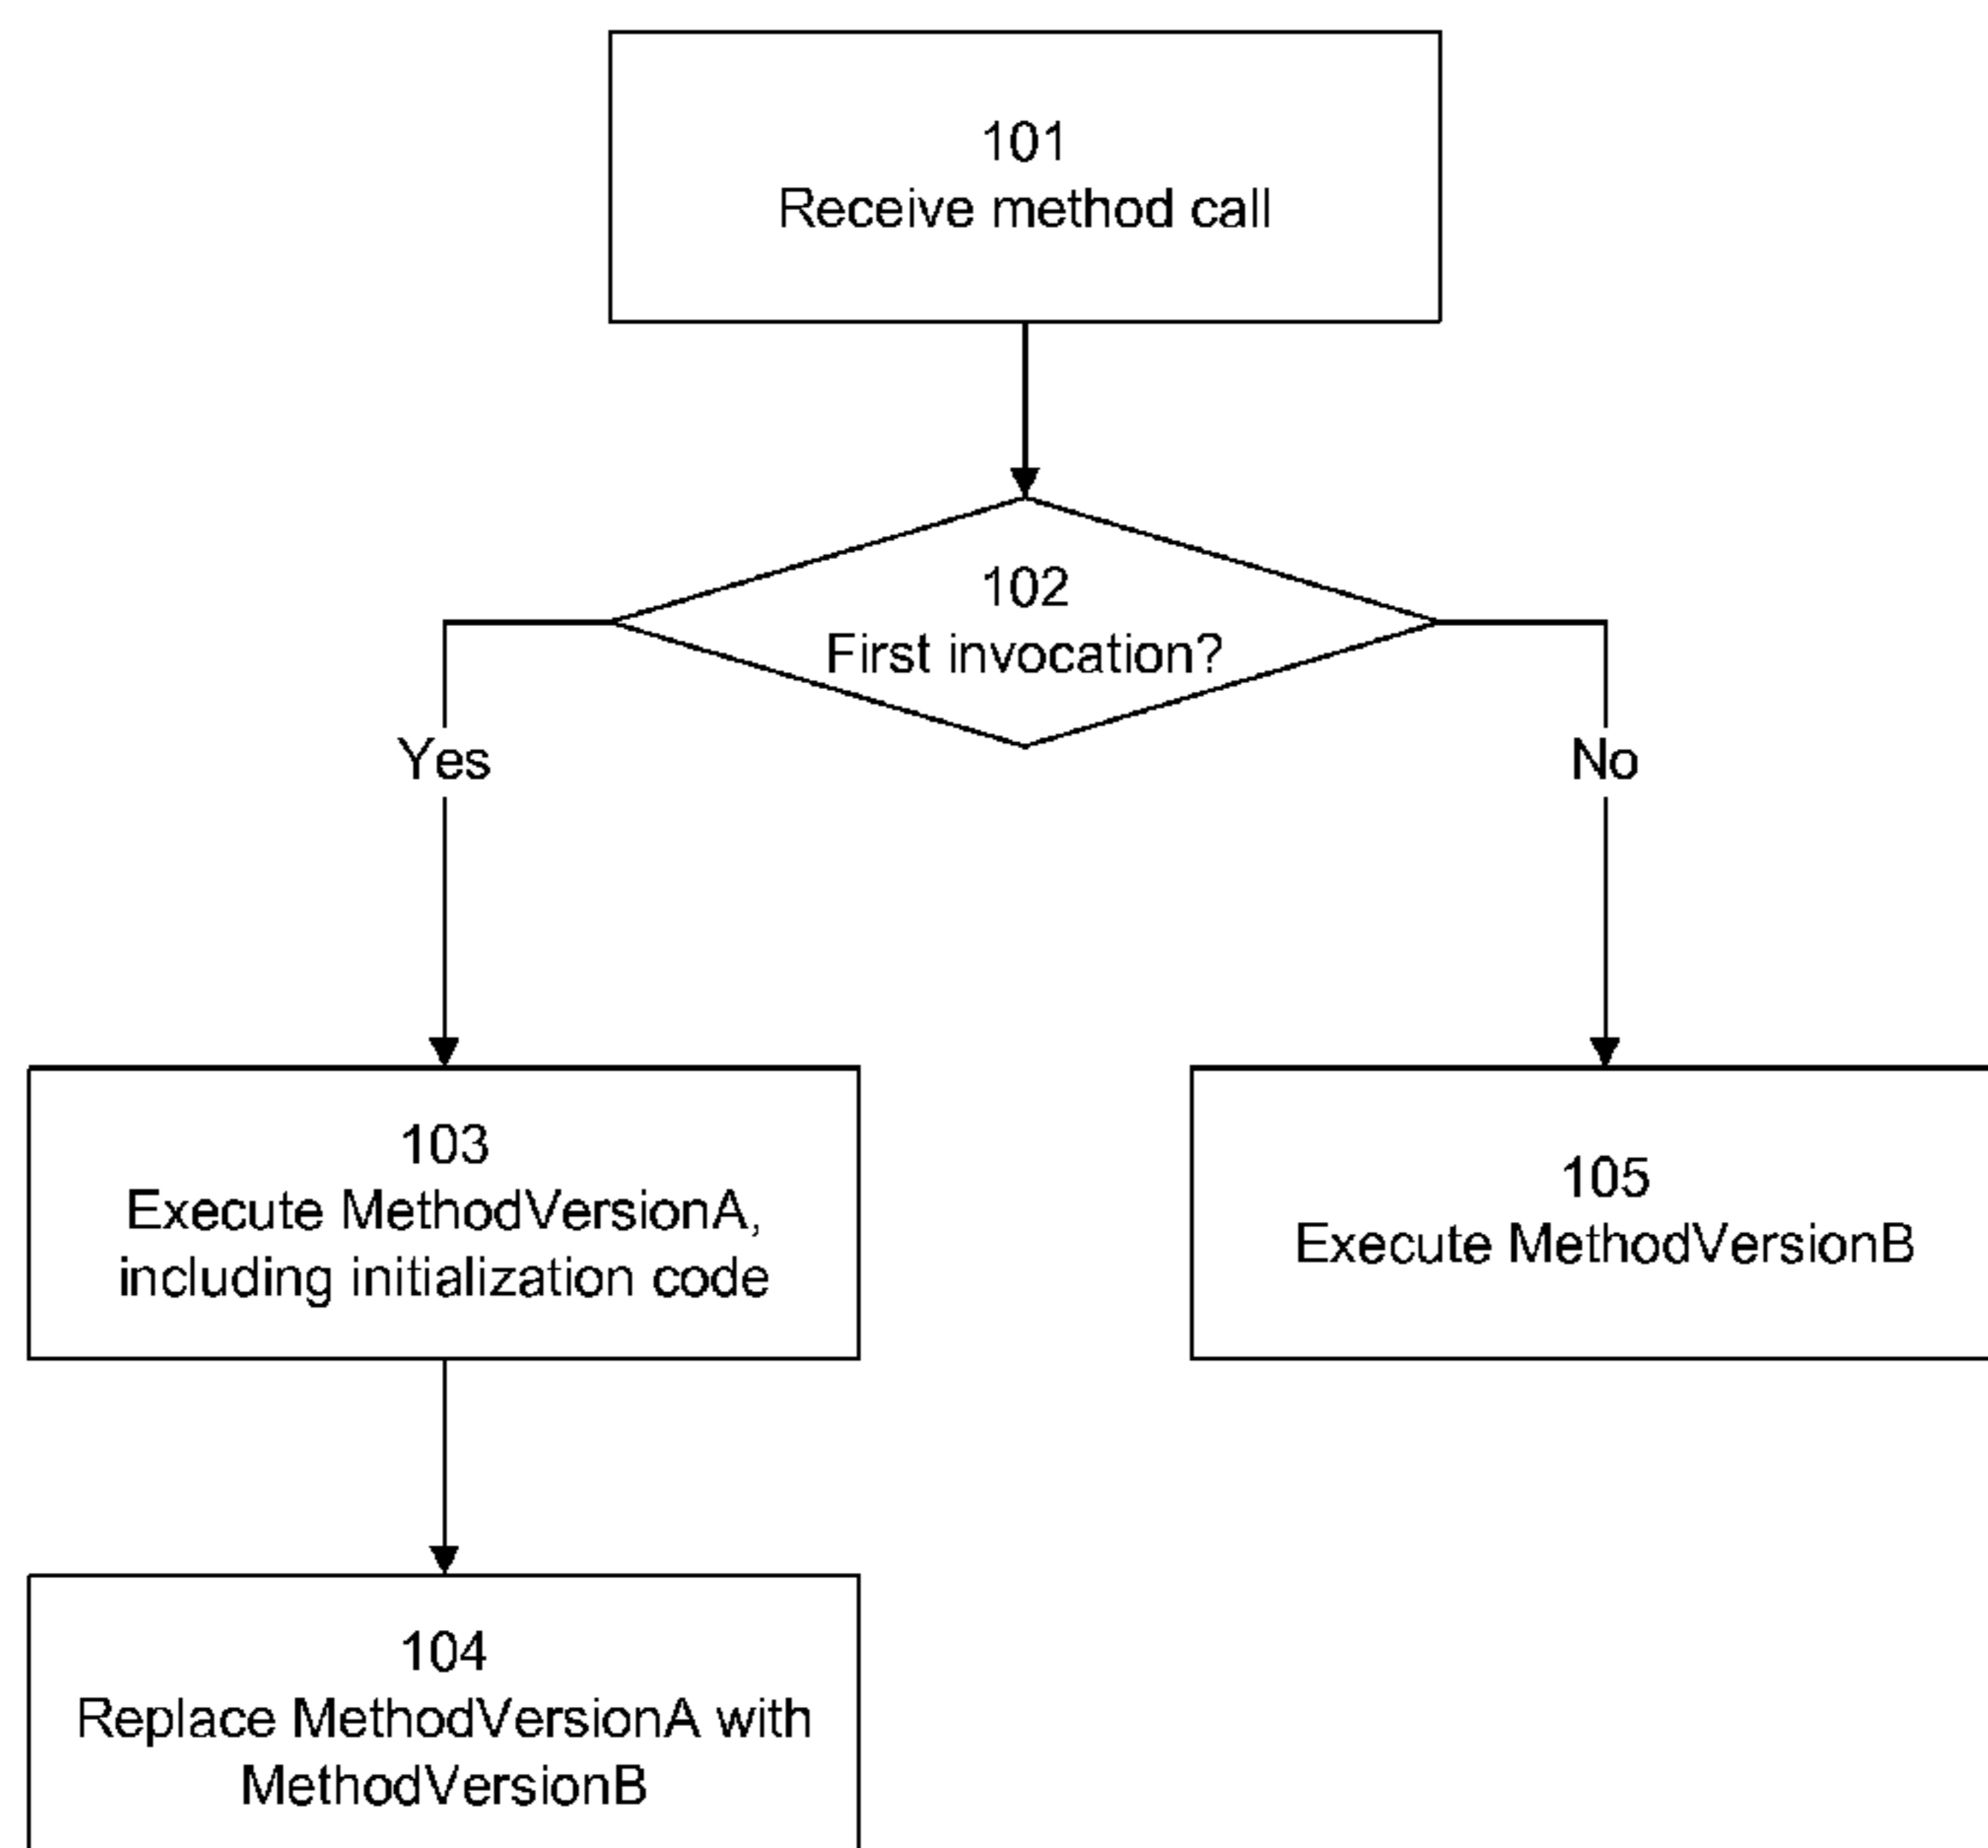 101
Receive method call
102
First invocation?
Yes
No
103
Execute MethodVersionA,
including initialization code
105
Execute MethodVersionB
104
Replace MethodVersionA with
MethodVersionB